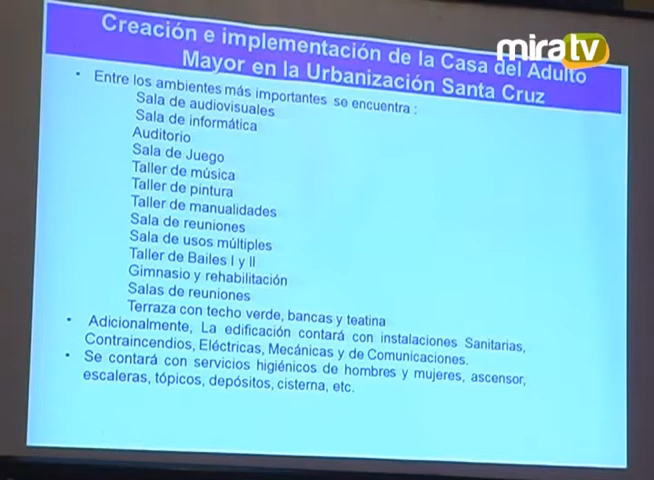 miratv
Creación e implementación de la Casa del Adulto
Mayor en la Urbanización Santa Cruz
• Entre los ambientes más importantes se encuentra :
Sala de audiovisuales
Sala de informática
Auditorio
Sala de Juego
Taller de música
Taller de pintura
Taller de manualidades
Sala de reuniones
Sala de usos múltiples
Taller de Bailes I y II
Gimnasio y rehabilitación
Salas de reuniones
Terraza con techo verde, bancas y teatina
• Adicionalmente, La edificación contará con instalaciones Sanitarias,
Contraincendios, Eléctricas, Mecánicas y de Comunicaciones.
• Se contará con servicios higiénicos de hombres y mujeres, ascensor,
escaleras, tópicos, depósitos, cisterna, etc.